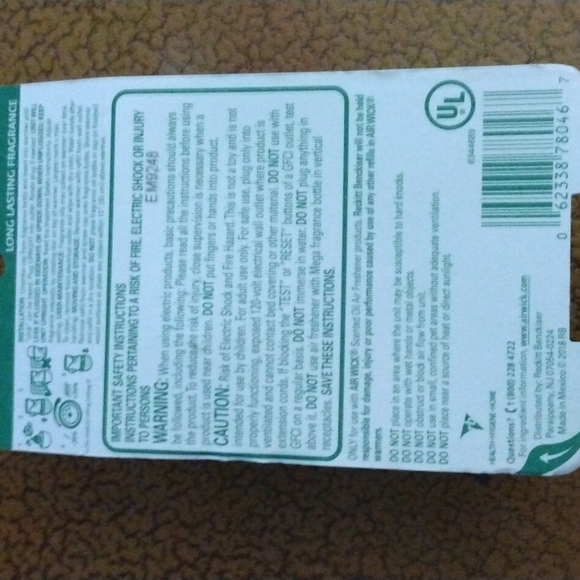 LONG LASTING FRAGRANCE
INSTALLATION
IMPORTANT SAFETY INSTRUCTIONS
INSTRUCTIONS PERTAINING TO A RISK OF FIRE, ELECTRIC SHOCK OR INJURY
TO PERSONS
E M9248
WARNING: When using electric products, basic precautions should always
be followed, including the following: Please read all the instructions before using
the product. To reduce the risk of injury, close supervision is necessary when a
product is used near children. DO NOT put fingers or hands into product.
CAUTION: Risk of Electric Shock and Fire Hazard. This is not a toy and is not
intended for use by children. For adult use only. For safe use, plug only into
properly functioning, exposed 120-volt electrical wall outlet where product is
ventilated and cannot contact bed covering or other material. DO NOT use with
extension cords. If blocking the "TEST" or "RESET" buttons of a GFCI outlet, test
GFCI on a regular basis. DO NOT immerse in water. DO NOT plug anything in
above it. DO NOT use air freshener with Mega fragrance bottle in vertical
receptacles. SAVE THESE INSTRUCTIONS.
ONLY for use with AIR WICK® Scented Oil Air Freshener products. Reckitt Benckiser will not be held
responsible for damage, injury or poor performance caused by use of any other refills in AIR WICK®
warmers.
DO NOT place in an area where the unit may be susceptible to hard knocks.
DO NOT operate with wet hands or metal objects.
DO NOT obstruct air flow from unit.
DO NOT use in small confined pet areas without adequate ventilation.
DO NOT place near a source of heat or direct sunlight.
HEALTH•HYGIENE•HOME
Questions? 1 (800) 228 4722
For ingredient information, www.airwick.com
Distributed by: Reckitt Benckiser
Parsippany, NJ 07054-0224
Made in Mexico © 2016 RB
UL
8344689
0 62338 78046 7